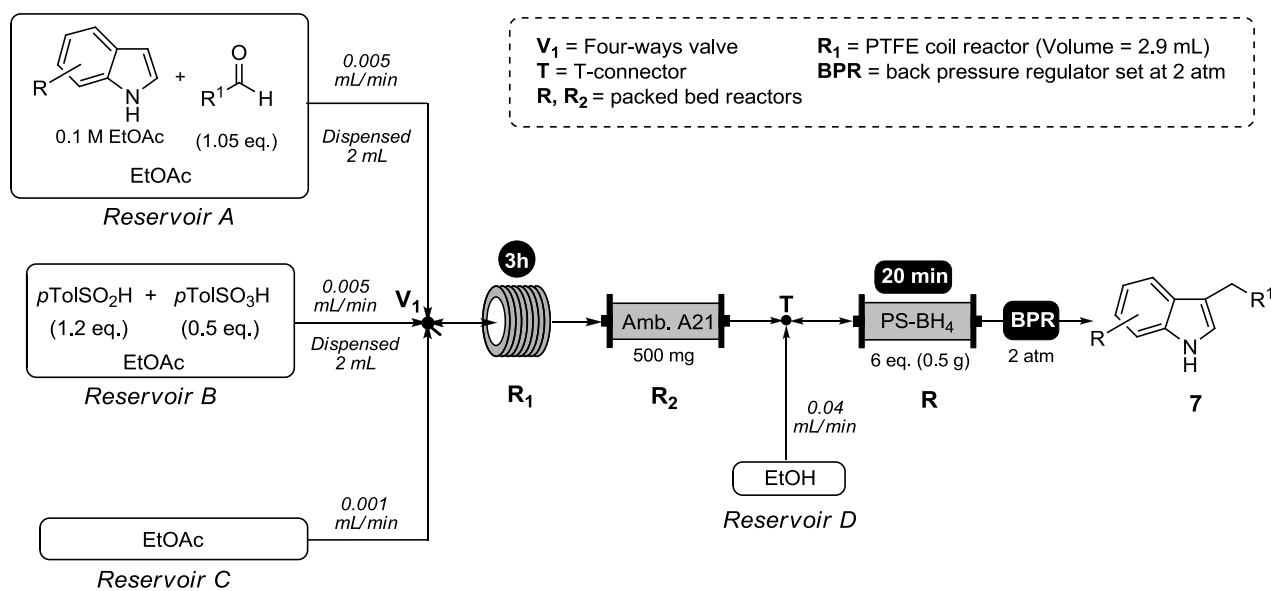 R
N
H
+
O
R¹
H
0.1 M EtOAc
(1.05 eq.)
EtOAc
Reservoir A
0.005
mL/min
Dispensed
2 mL
V₁ = Four-ways valve
T = T-connector
R, R₂ = packed bed reactors
R₁ = PTFE coil reactor (Volume = 2.9 mL)
BPR = back pressure regulator set at 2 atm
pTolSO₂H + pTolSO₃H
(1.2 eq.) (0.5 eq.)
EtOAc
Reservoir B
0.005
mL/min
Dispensed
2 mL
V₁
3h
R₁
Amb. A21
500 mg
R₂
T
20 min
PS-BH₄
6 eq. (0.5 g)
R
BPR
2 atm
R
N
H
R¹
7
0.04
mL/min
EtOH
Reservoir D
0.001
mL/min
EtOAc
Reservoir C